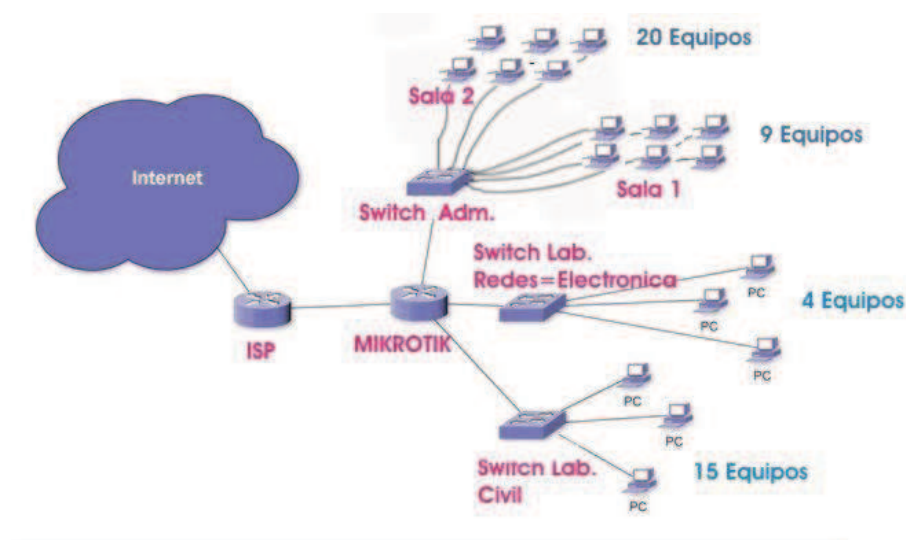 20 Equipos
Sala 2
9 Equipos
Internet
Sala 1
Switch Adm.
Switch Lab.
Redes=Electronica
PC
4 Equipos
PC
ISP
MIKROTIK
PC
PC
PC
Switch Lab.
Civil
15 Equipos
PC